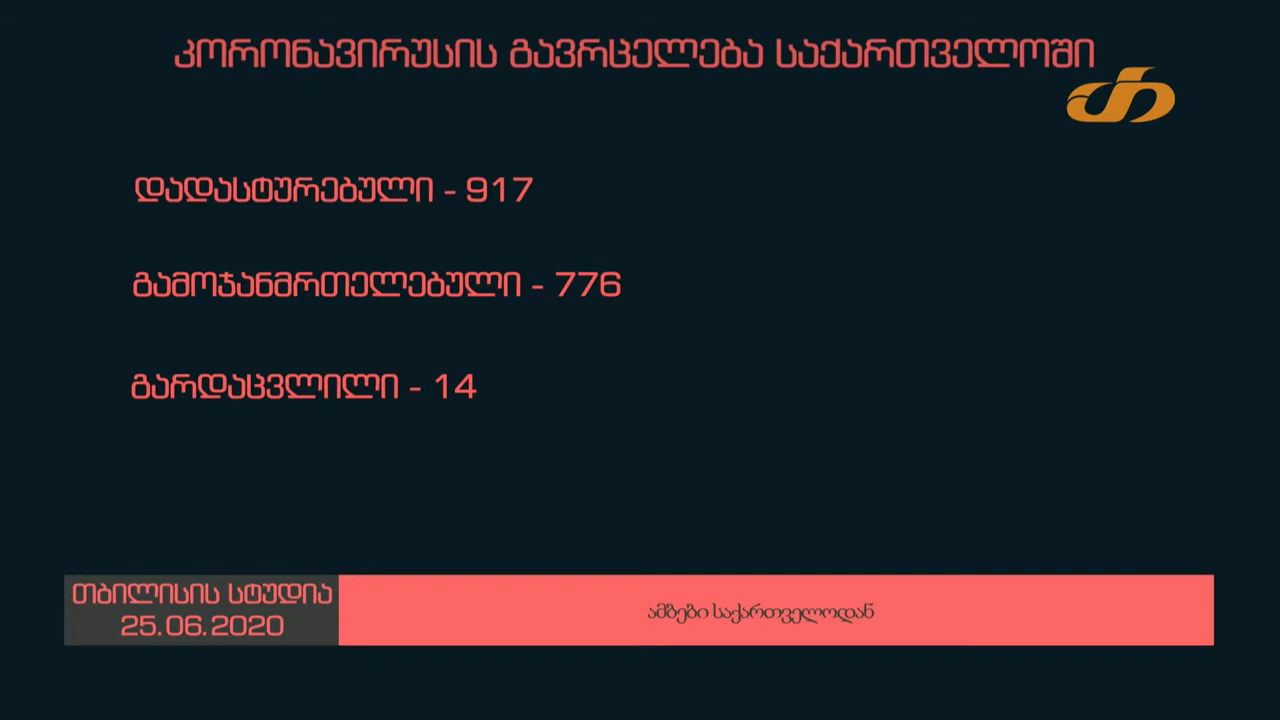 კორონავირუსის გავრცელება საქართველოში
დადასტურებული - 917
გამოჯანმრთელებული - 776
გარდაცვლილი - 14
თბილისის სტუდია
25.06.2020
ამბები საქართველოდან